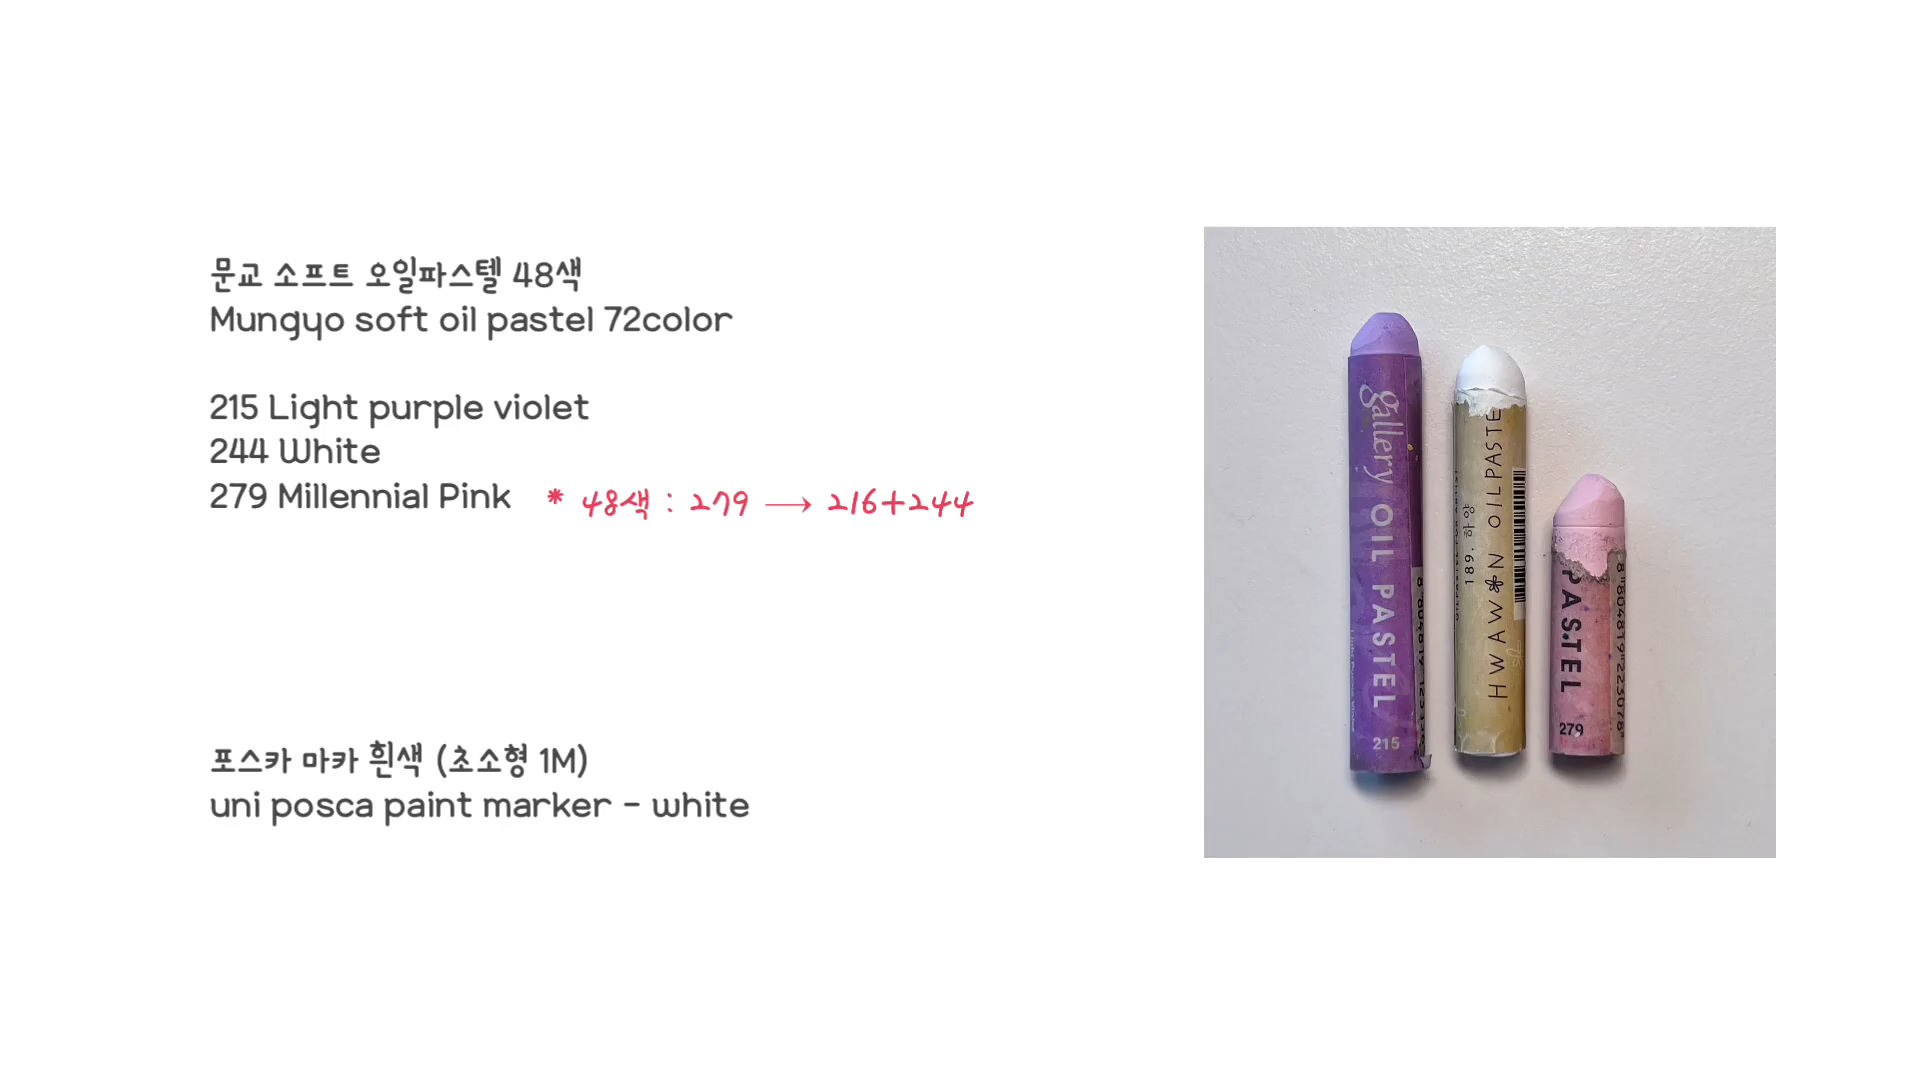 문교 소프트 오일파스텔 48색
Mungyo soft oil pastel 72color
215 Light purple violet
244 White
279 Millennial Pink * 48색 : 279 → 216+244
포스카 마카 흰색 (초소형 1M)
uni posca paint marker - white
gallery OIL PASTEL
215
HWAWON OILPASTE
189.
PASTEL
279